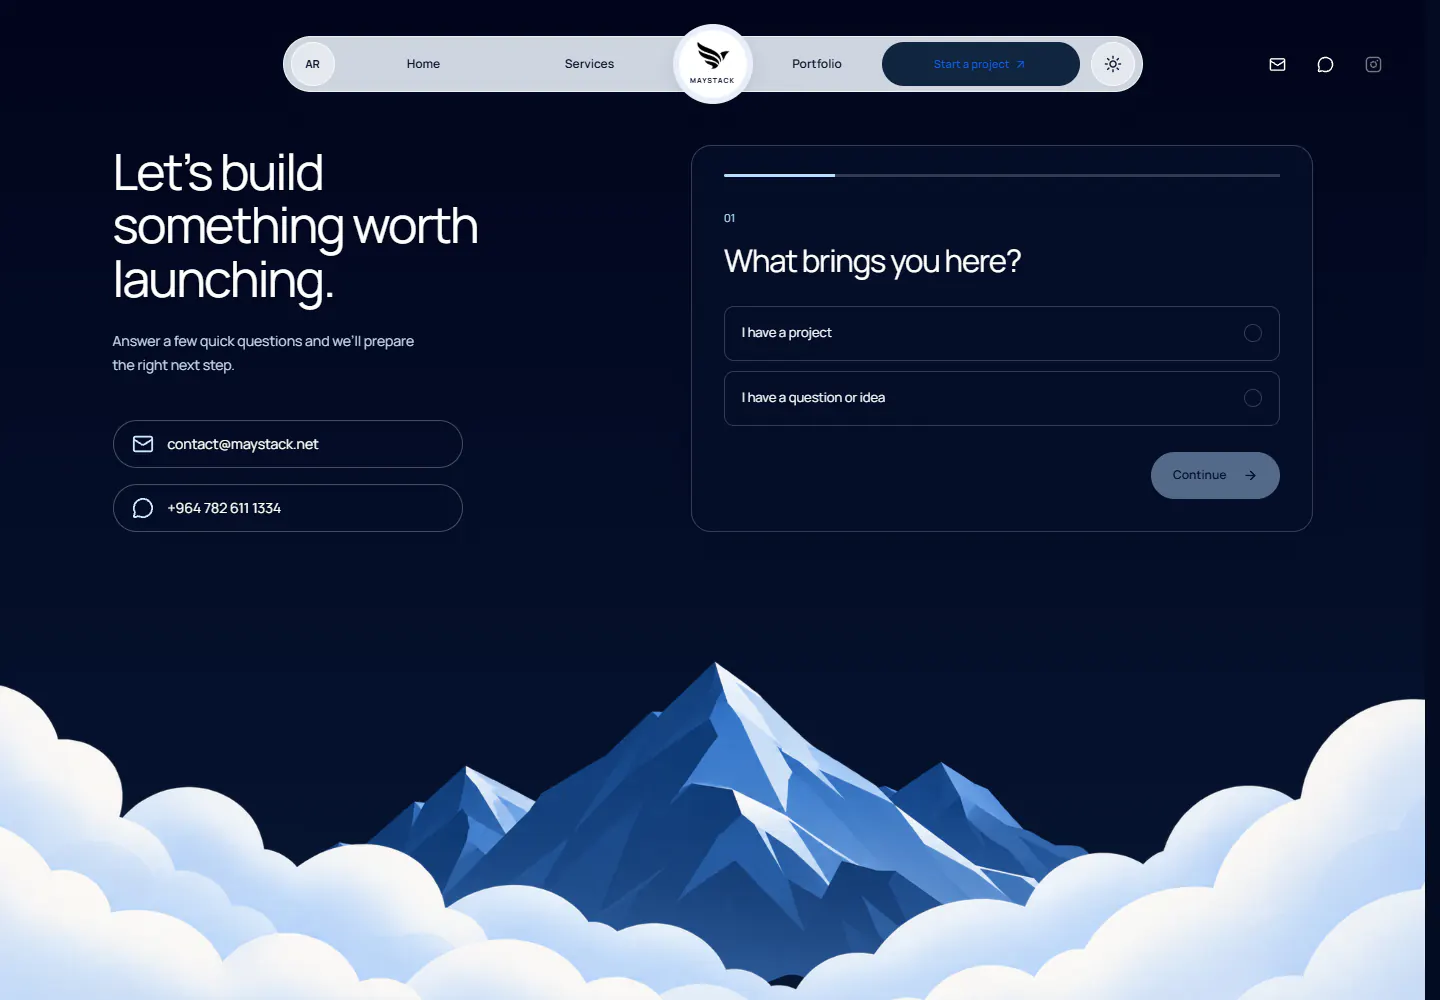 AR
Home
Services
MAYSTACK
Portfolio
Start a project
Let's build
something worth
launching.
Answer a few quick questions and we'll prepare
the right next step.
contact@maystack.net
+964 782 611 1334
01
What brings you here?
I have a project
I have a question or idea
Continue